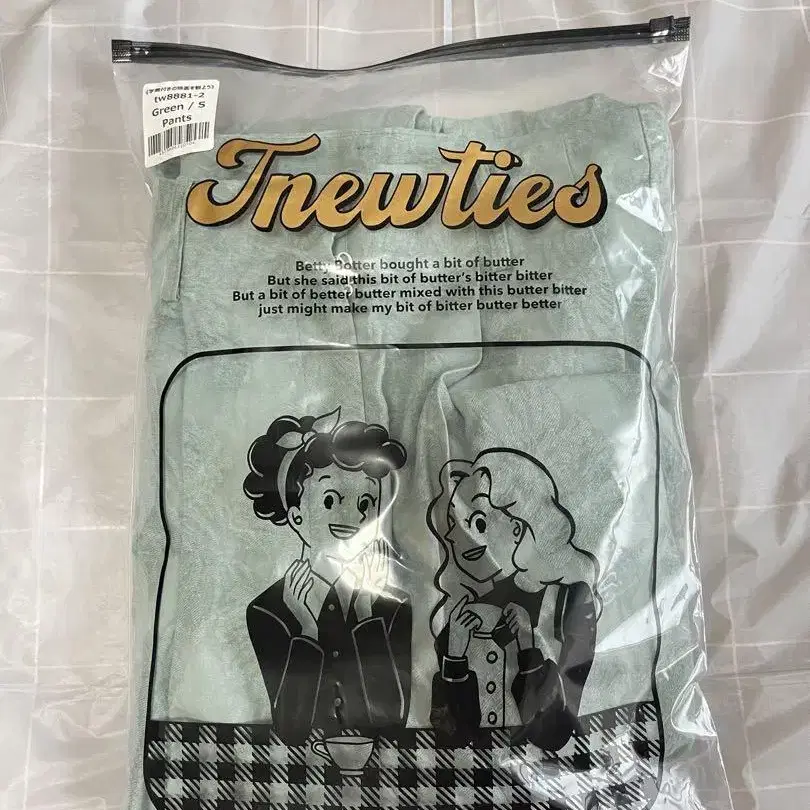 tw8881-2
Green / S
Pants
Tnewties
Betty Botter bought a bit of butter
But she said this bit of butter's bitter bitter
But a bit of better butter mixed with this butter bitter
just might make my bit of bitter butter better